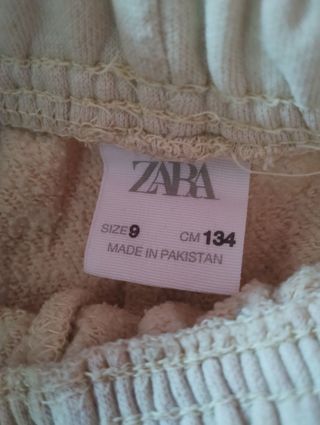 ZARA
SIZE 9 CM 134
MADE IN PAKISTAN